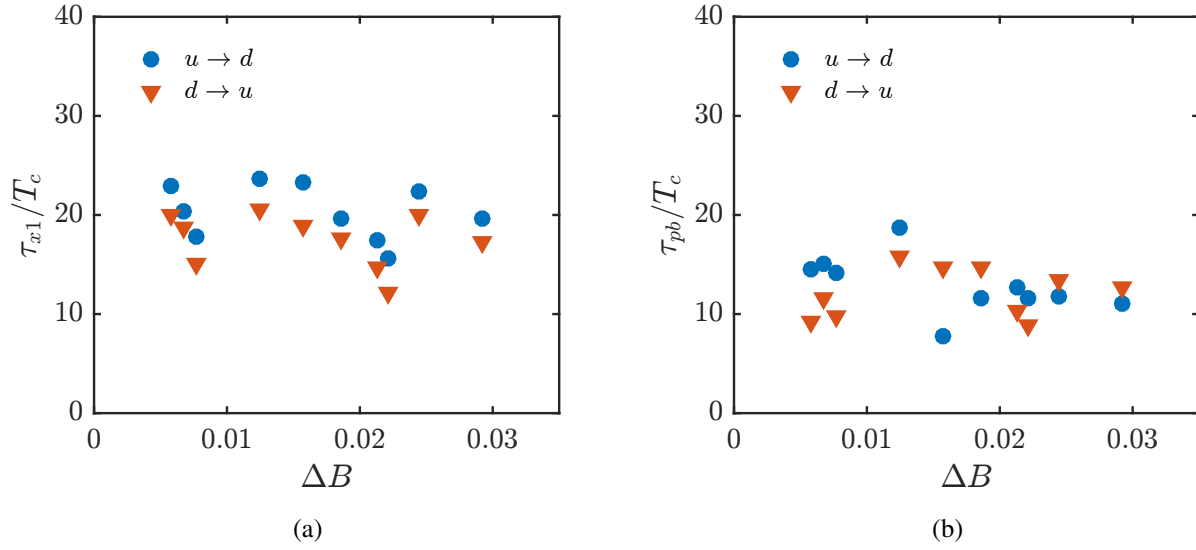 40
30
20
10
0
τ_{x1}/T_c
u → d
d → u
0 0.01 0.02 0.03
ΔB
(a)
40
30
20
10
0
τ_{pb}/T_c
u → d
d → u
0 0.01 0.02 0.03
ΔB
(b)